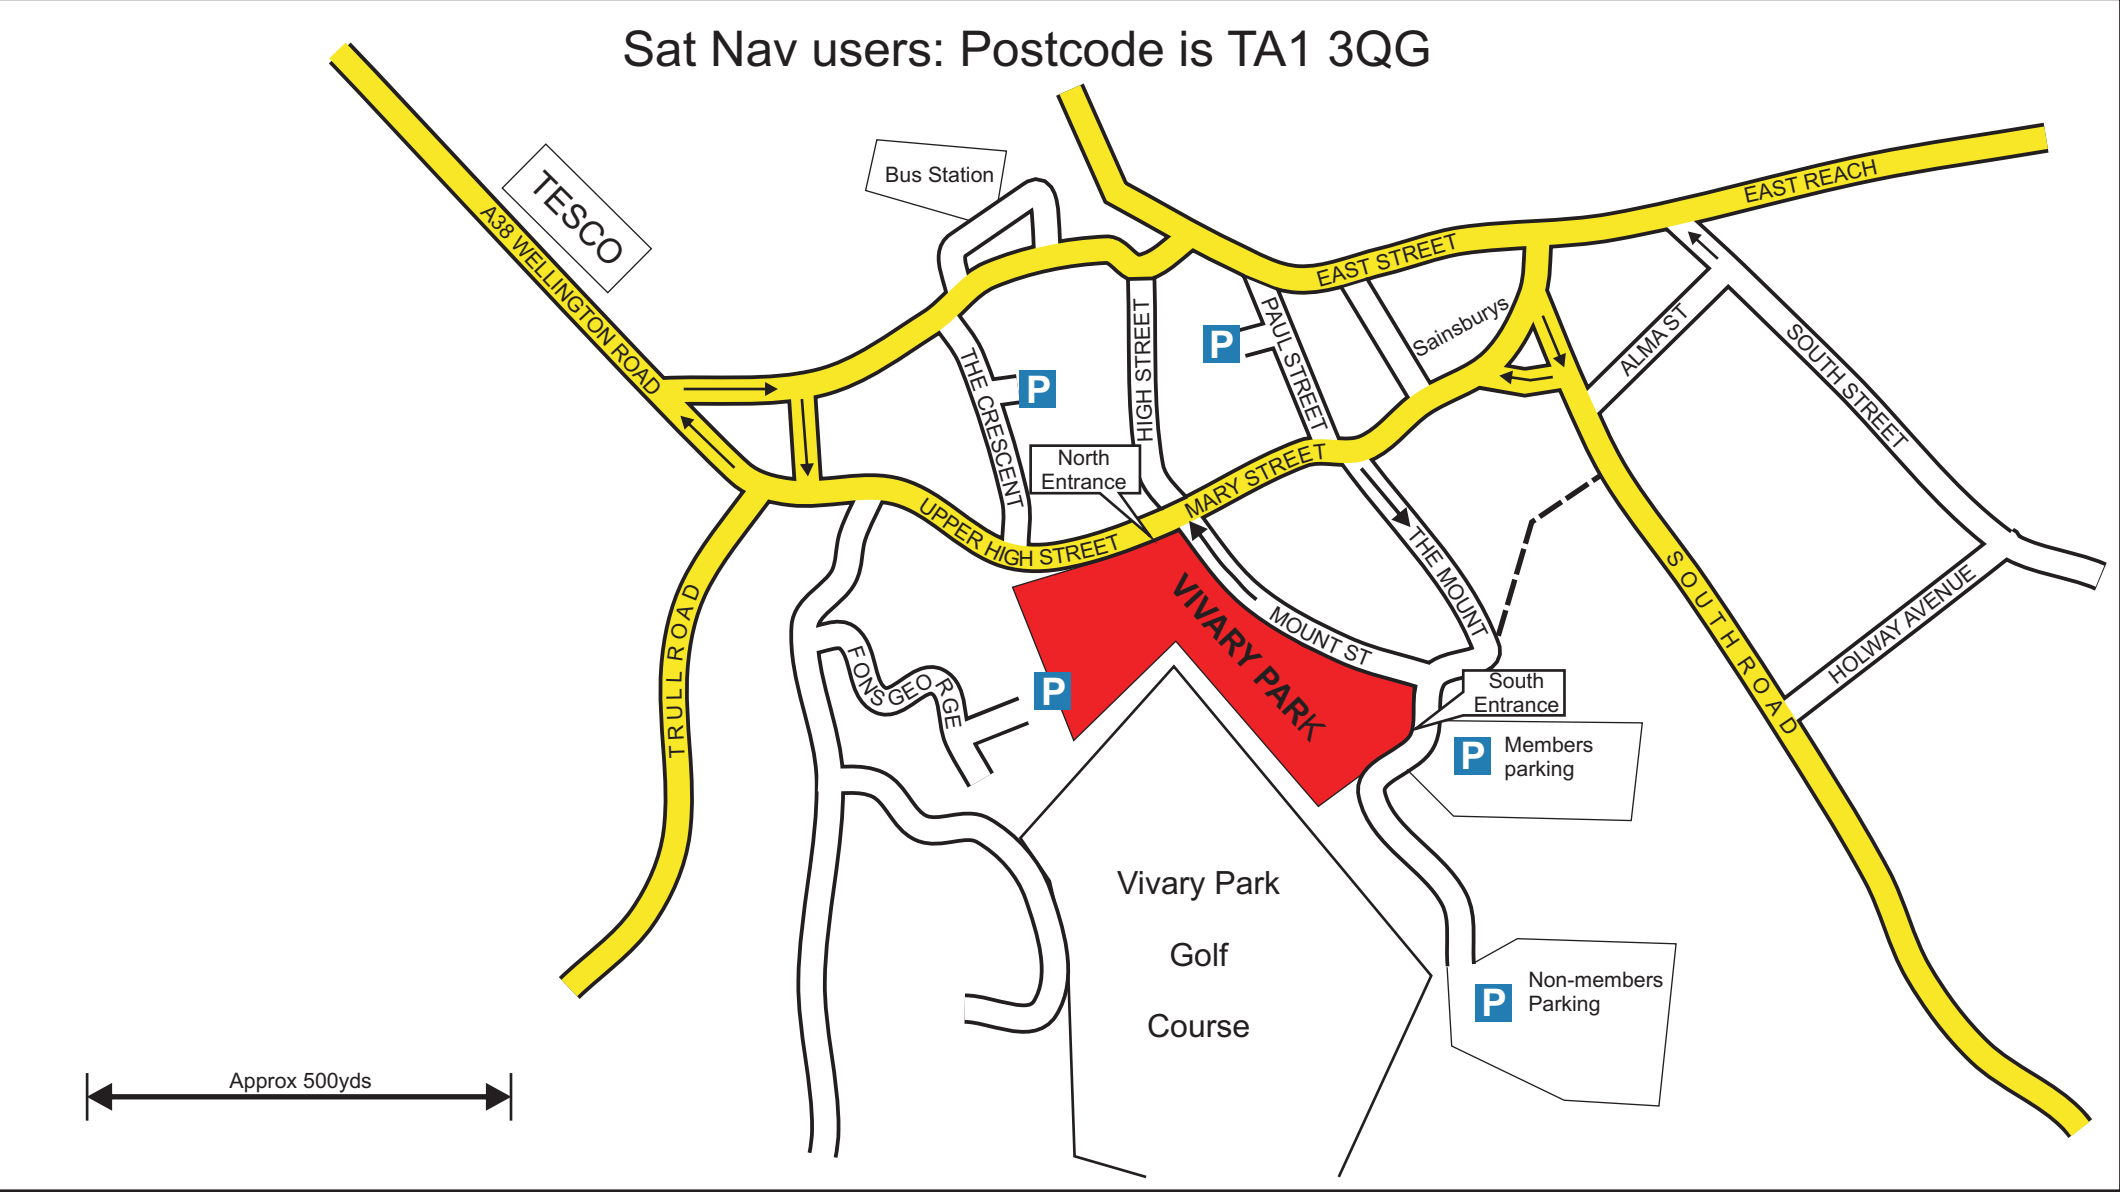 Sat Nav users: Postcode is TA1 3QG
TESCO
A38 WELLINGTON ROAD
Bus Station
EAST REACH
EAST STREET
Sainsburys
ALMA ST
SOUTH STREET
PAUL STREET
HIGH STREET
THE CRESCENT
P
P
North
Entrance
MARY STREET
UPPER HIGH STREET
THE MOUNT
MOUNT ST
VIVARY PARK
SOUTH ROAD
HOLWAY AVENUE
TRULL ROAD
FONS GEORGE
P
South
Entrance
P
Members
parking
Vivary Park
Golf
Course
P
Non-members
Parking
Approx 500yds